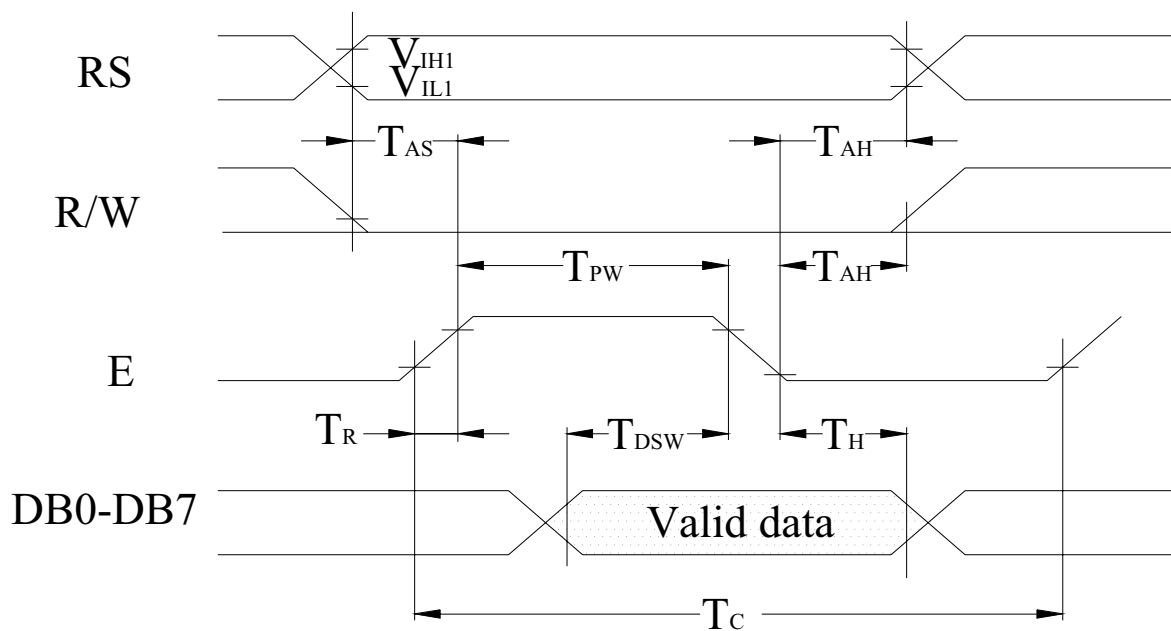 RS
VIH1
VIL1
TAS
TAH
R/W
TPW
TAH
E
TR
TDSW
TH
DB0-DB7
Valid data
TC